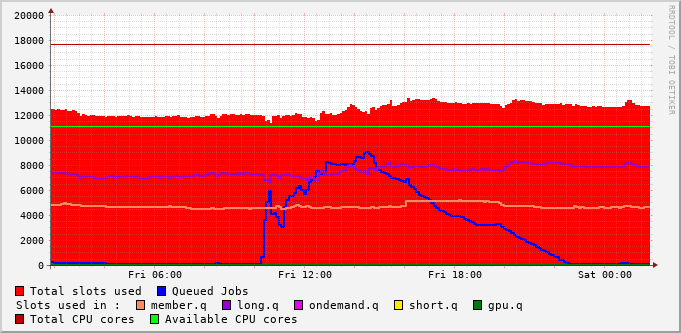 20000
18000
16000
14000
12000
10000
8000
6000
4000
2000
0
Fri 06:00 Fri 12:00 Fri 18:00 Sat 00:00
RRDTOOL / TOBI OETIKER
Total slots used Queued Jobs
Slots used in : member.q long.q ondemand.q short.q gpu.q
Total CPU cores Available CPU cores